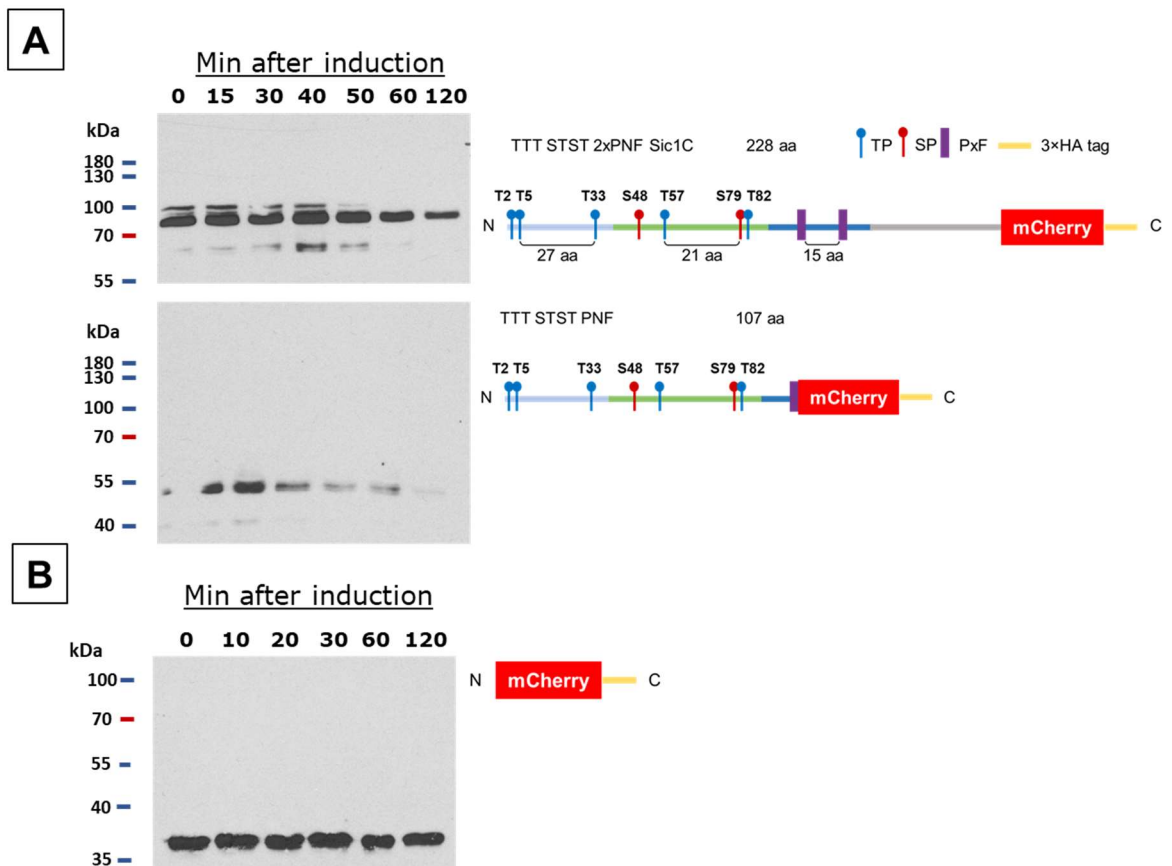 A
Min after induction
0 15 30 40 50 60 120
kDa
180
130
100
70
55
TTT STST 2xPNF Sic1C 228 aa
TP SP PxF 3×HA tag
T2 T5 T33 S48 T57 S79 T82
N mCherry C
27 aa 21 aa 15 aa
kDa
180
130
100
70
55
40
TTT STST PNF 107 aa
T2 T5 T33 S48 T57 S79 T82
N mCherry C
B
Min after induction
0 10 20 30 60 120
kDa
100
70
55
40
35
N mCherry C